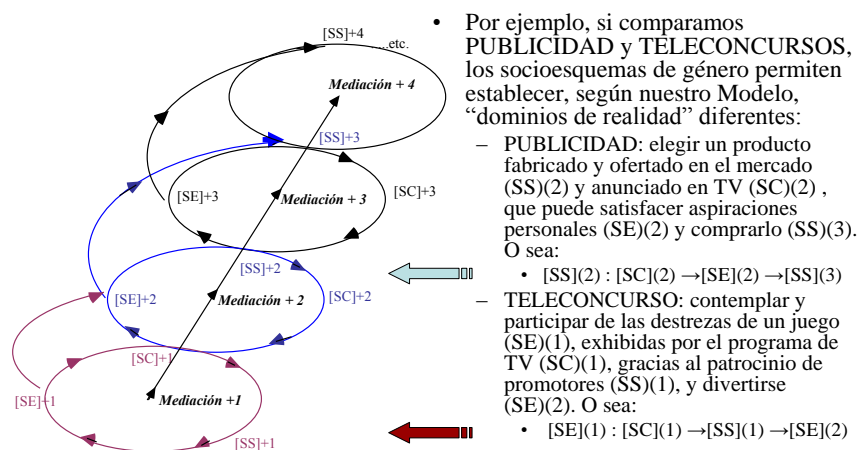 [SS]+4
....etc.
Mediación + 4
[SS]+3
[SE]+3
Mediación + 3
[SC]+3
[SS]+2
[SE]+2
Mediación + 2
[SC]+2
[SC]+1
[SE]+1
Mediación +1
[SS]+1
• Por ejemplo, si comparamos
PUBLICIDAD y TELECONCURSOS,
los socioesquemas de género permiten
establecer, según nuestro Modelo,
“dominios de realidad” diferentes:
– PUBLICIDAD: elegir un producto
fabricado y ofertado en el mercado
(SS)(2) y anunciado en TV (SC)(2) ,
que puede satisfacer aspiraciones
personales (SE)(2) y comprarlo (SS)(3).
O sea:
• [SS](2) : [SC](2) →[SE](2) →[SS](3)
– TELECONCURSO: contemplar y
participar de las destrezas de un juego
(SE)(1), exhibidas por el programa de
TV (SC)(1), gracias al patrocinio de
promotores (SS)(1), y divertirse
(SE)(2). O sea:
• [SE](1) : [SC](1) →[SS](1) →[SE](2)